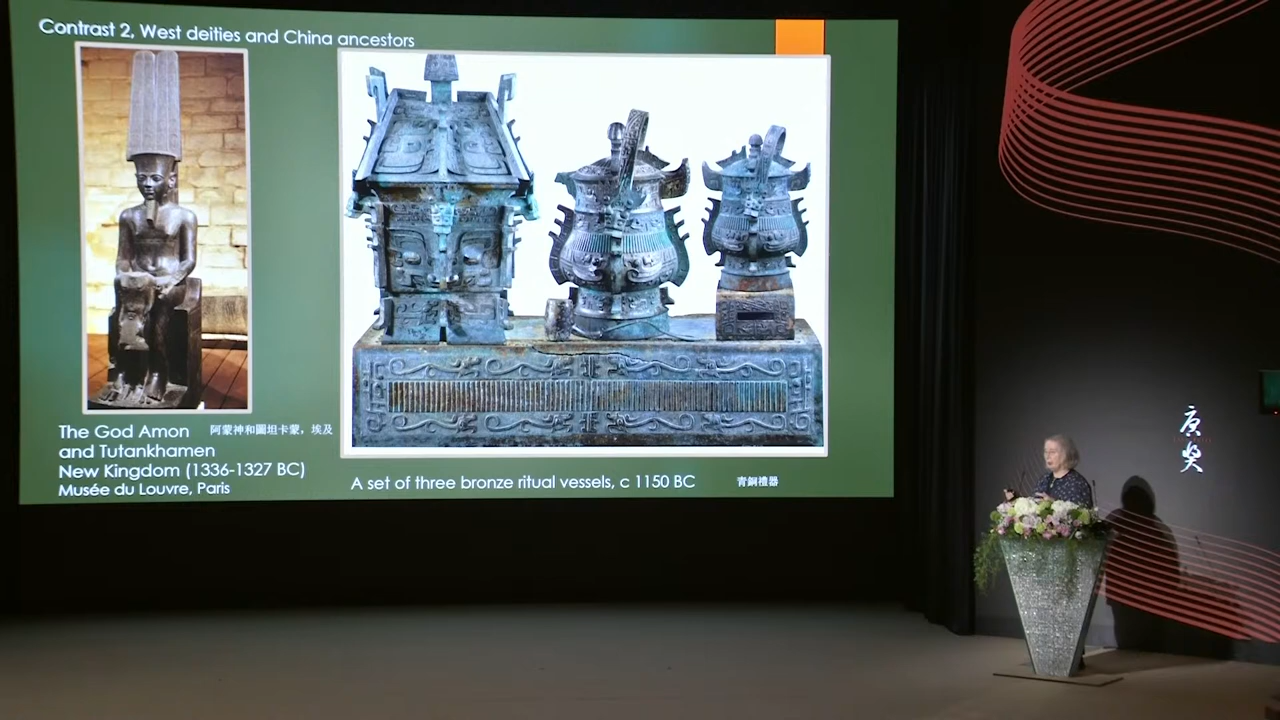 Contrast 2, West deities and China ancestors
The God Amon
阿蒙神和圖坦卡蒙，埃及
and Tutankhamen
New Kingdom (1336-1327 BC)
Musée du Louvre, Paris
A set of three bronze ritual vessels, c 1150 BC
青銅禮器
唐奬